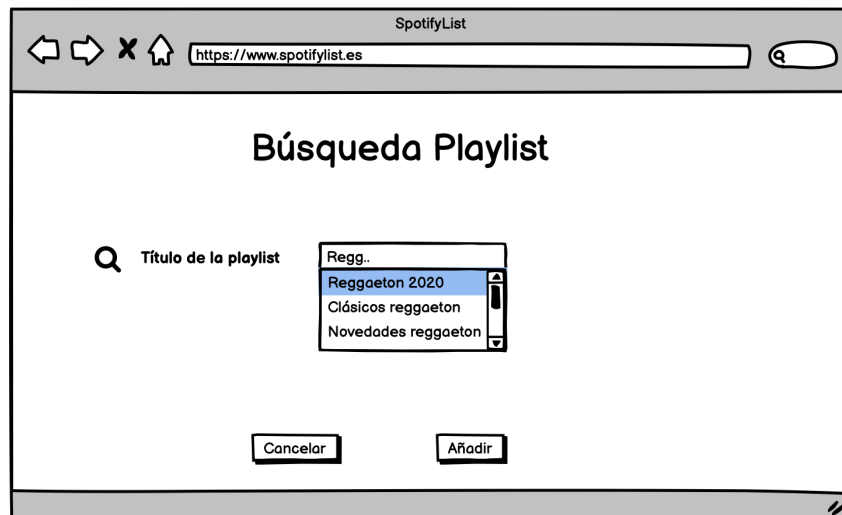 SpotifyList
https://www.spotifylist.es
Búsqueda Playlist
Título de la playlist
Regg..
Reggaeton 2020
Clásicos reggaeton
Novedades reggaeton
Cancelar
Añadir